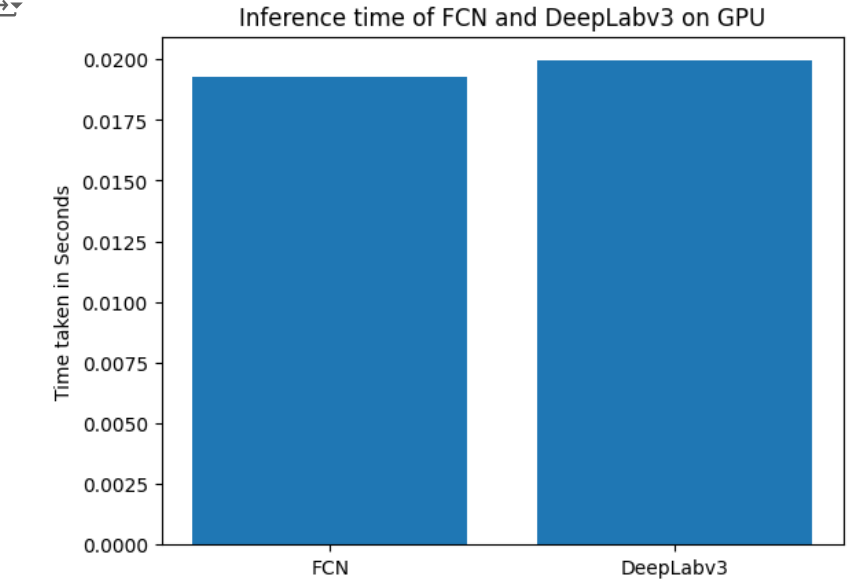 Inference time of FCN and DeepLabv3 on GPU
Time taken in Seconds
0.0200
0.0175
0.0150
0.0125
0.0100
0.0075
0.0050
0.0025
0.0000
FCN
DeepLabv3